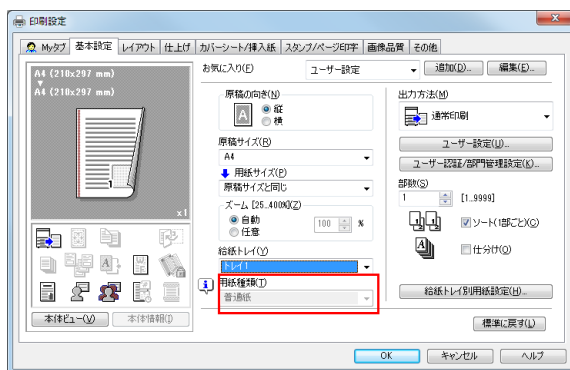 印刷設定
Myタブ 基本設定 レイアウト 仕上げ カバーシート/挿入紙 スタンプ/ページ印字 画像品質 その他
A4 (210x297 mm)
A4 (210x297 mm)
1
x1
本体ビュー(V) 本体情報(I)
お気に入り(F) ユーザー設定 追加(D)... 編集(E)...
原稿の向き(N)
A
縦
横
原稿サイズ(R)
A4
用紙サイズ(P)
原稿サイズと同じ
ズーム [25..400%](Z)
自動
任意
100 %
給紙トレイ(Y)
トレイ1
用紙種類(T)
普通紙
出力方法(M)
通常印刷
ユーザー設定(U)...
ユーザー認証/部門管理設定(K)...
部数(S)
1 [1..9999]
ソート(1部ごと)(C)
仕分け(O)
給紙トレイ別用紙設定(H)...
標準に戻す(L)
OK キャンセル ヘルプ